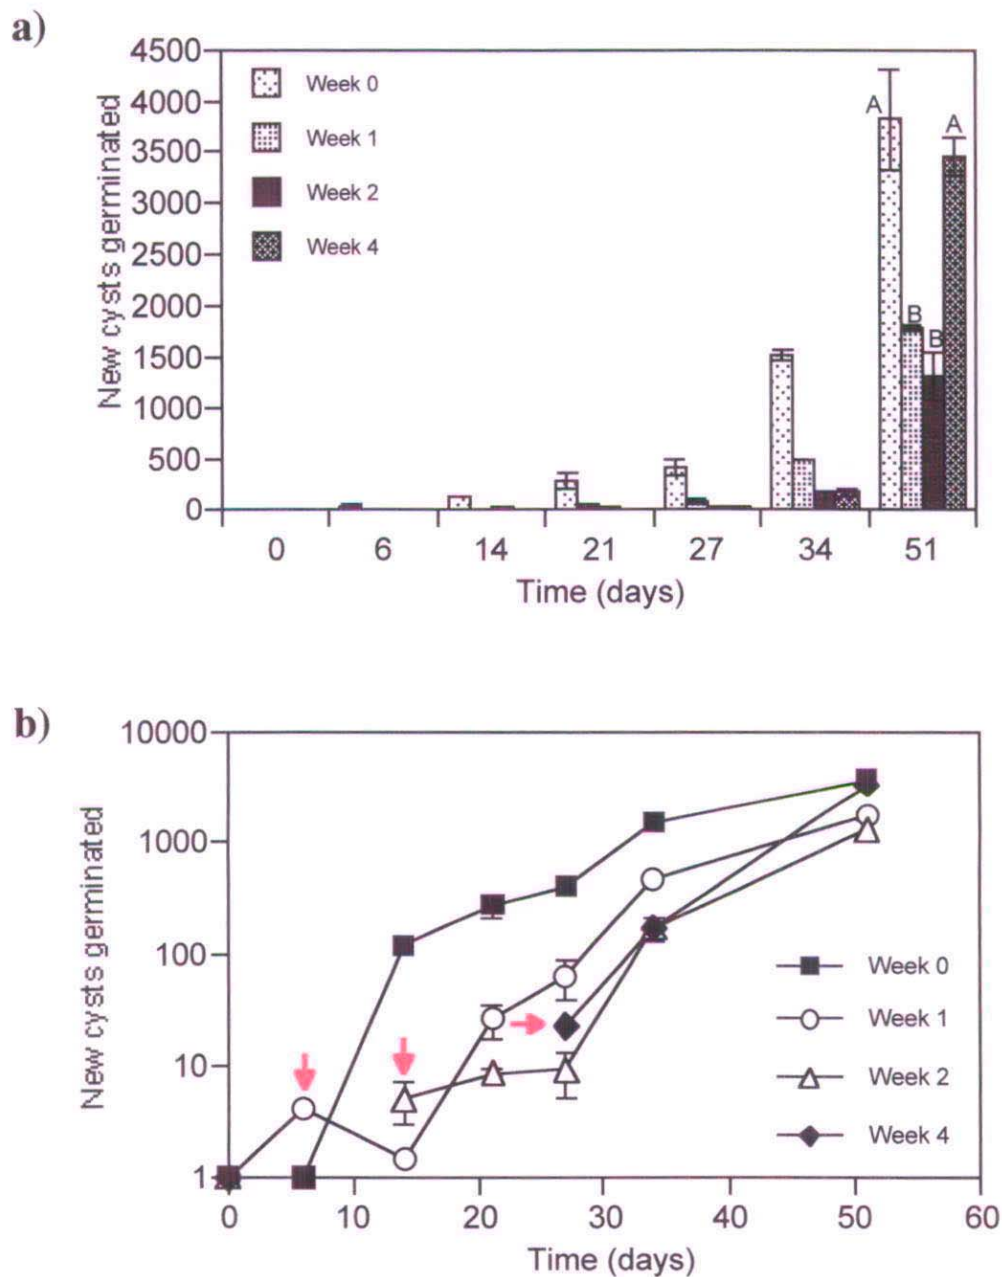 a)
New cysts germinated
4500
4000
3500
3000
2500
2000
1500
1000
500
0
Week 0
Week 1
Week 2
Week 4
A
B
B
A
0 6 14 21 27 34 51
Time (days)
b)
New cysts germinated
10000
1000
100
10
1
Week 0
Week 1
Week 2
Week 4
0 10 20 30 40 50 60
Time (days)